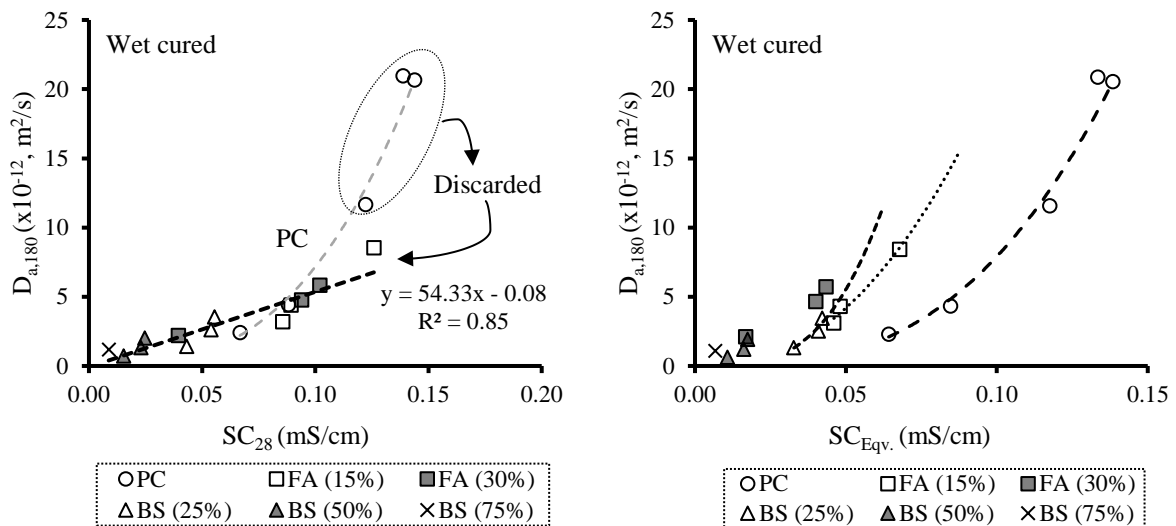 Wet cured
25
20
15
10
5
0
D_a,180 (x10^-12, m^2/s)
Discarded
PC
y = 54.33x - 0.08
R² = 0.85
0.00 0.05 0.10 0.15 0.20
SC_28 (mS/cm)
PC FA (15%) FA (30%)
BS (25%) BS (50%) BS (75%)
Wet cured
25
20
15
10
5
0
D_a,180 (x10^-12, m^2/s)
0.00 0.05 0.10 0.15
SC_Eqv. (mS/cm)
PC FA (15%) FA (30%)
BS (25%) BS (50%) BS (75%)